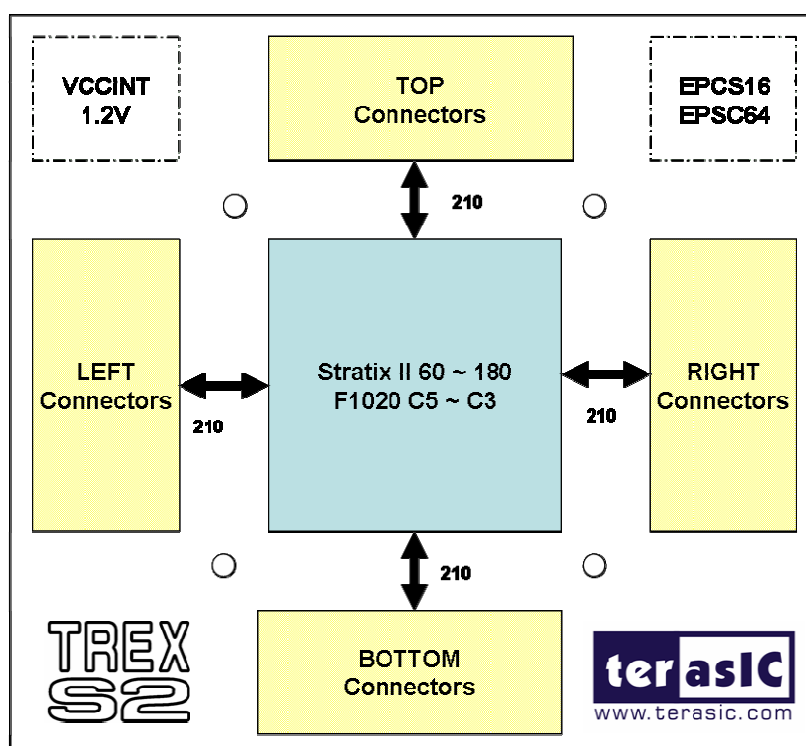 VCCINT
1.2V
TOP
Connectors
EPCS16
EPSC64
210
LEFT
Connectors
210
Stratix II 60 ~ 180
F1020 C5 ~ C3
210
RIGHT
Connectors
210
BOTTOM
Connectors
TREX
S2
terasIC
www.terasic.com